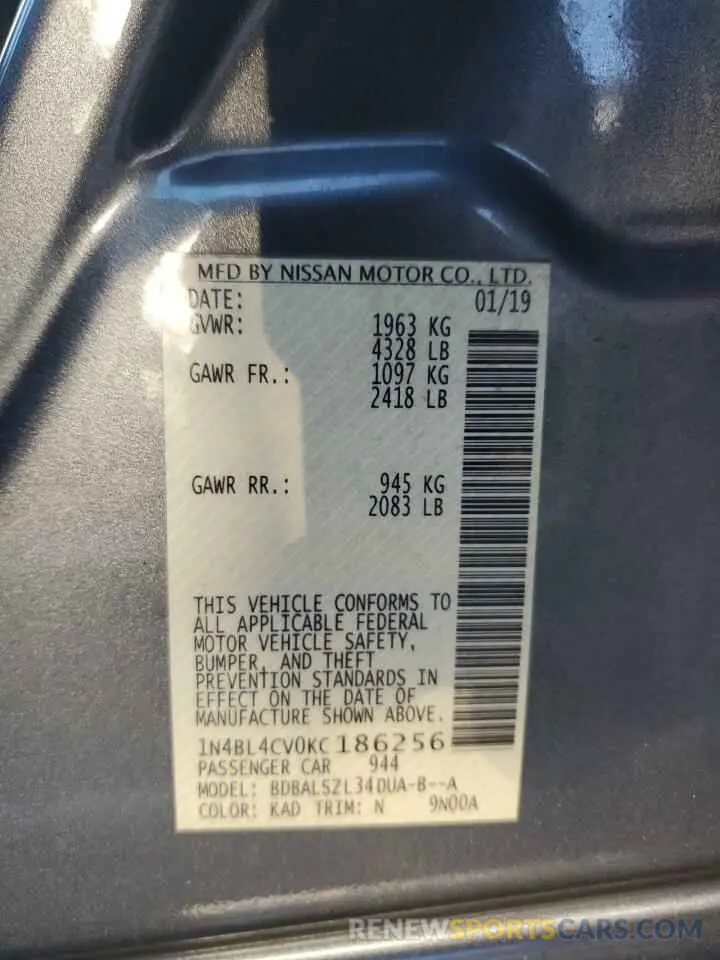 MFD BY NISSAN MOTOR CO., LTD.
DATE: 01/19
GVWR: 1963 KG
4328 LB
GAWR FR.: 1097 KG
2418 LB
GAWR RR.: 945 KG
2083 LB
THIS VEHICLE CONFORMS TO
ALL APPLICABLE FEDERAL
MOTOR VEHICLE SAFETY,
BUMPER, AND THEFT
PREVENTION STANDARDS IN
EFFECT ON THE DATE OF
MANUFACTURE SHOWN ABOVE.
1N4BL4CV0KC186256
PASSENGER CAR 944
MODEL: BDBALSZL34DUA-B--A
COLOR: KAD TRIM: N 9N00A
RENEWSPORTSCARS.COM